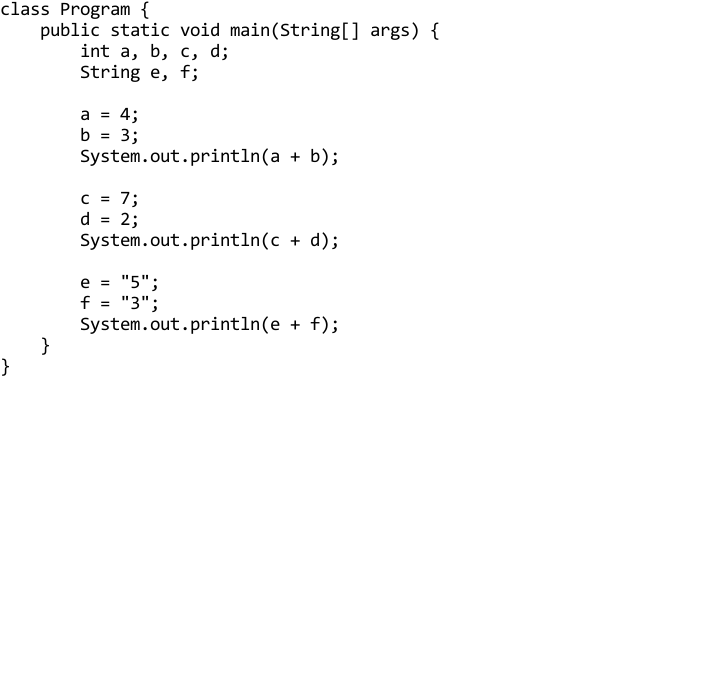 class Program {
    public static void main(String[] args) {
        int a, b, c, d;
        String e, f;

        a = 4;
        b = 3;
        System.out.println(a + b);

        c = 7;
        d = 2;
        System.out.println(c + d);

        e = "5";
        f = "3";
        System.out.println(e + f);
    }
}